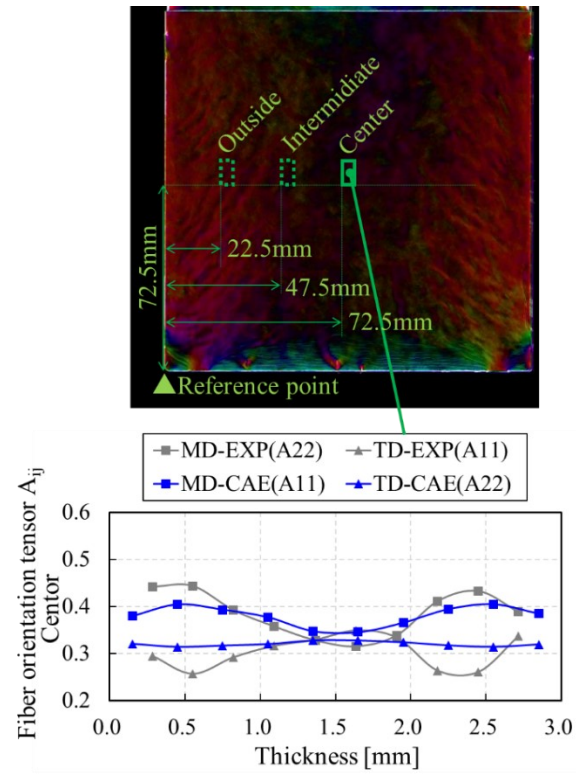 Outside
Intermidiate
Center
22.5mm
47.5mm
72.5mm
72.5mm
Reference point
MD-EXP(A22)
TD-EXP(A11)
MD-CAE(A11)
TD-CAE(A22)
Fiber orientation tensor Aij
Centor
0.6
0.5
0.4
0.3
0.2
0.0
0.5
1.0
1.5
2.0
2.5
3.0
Thickness [mm]